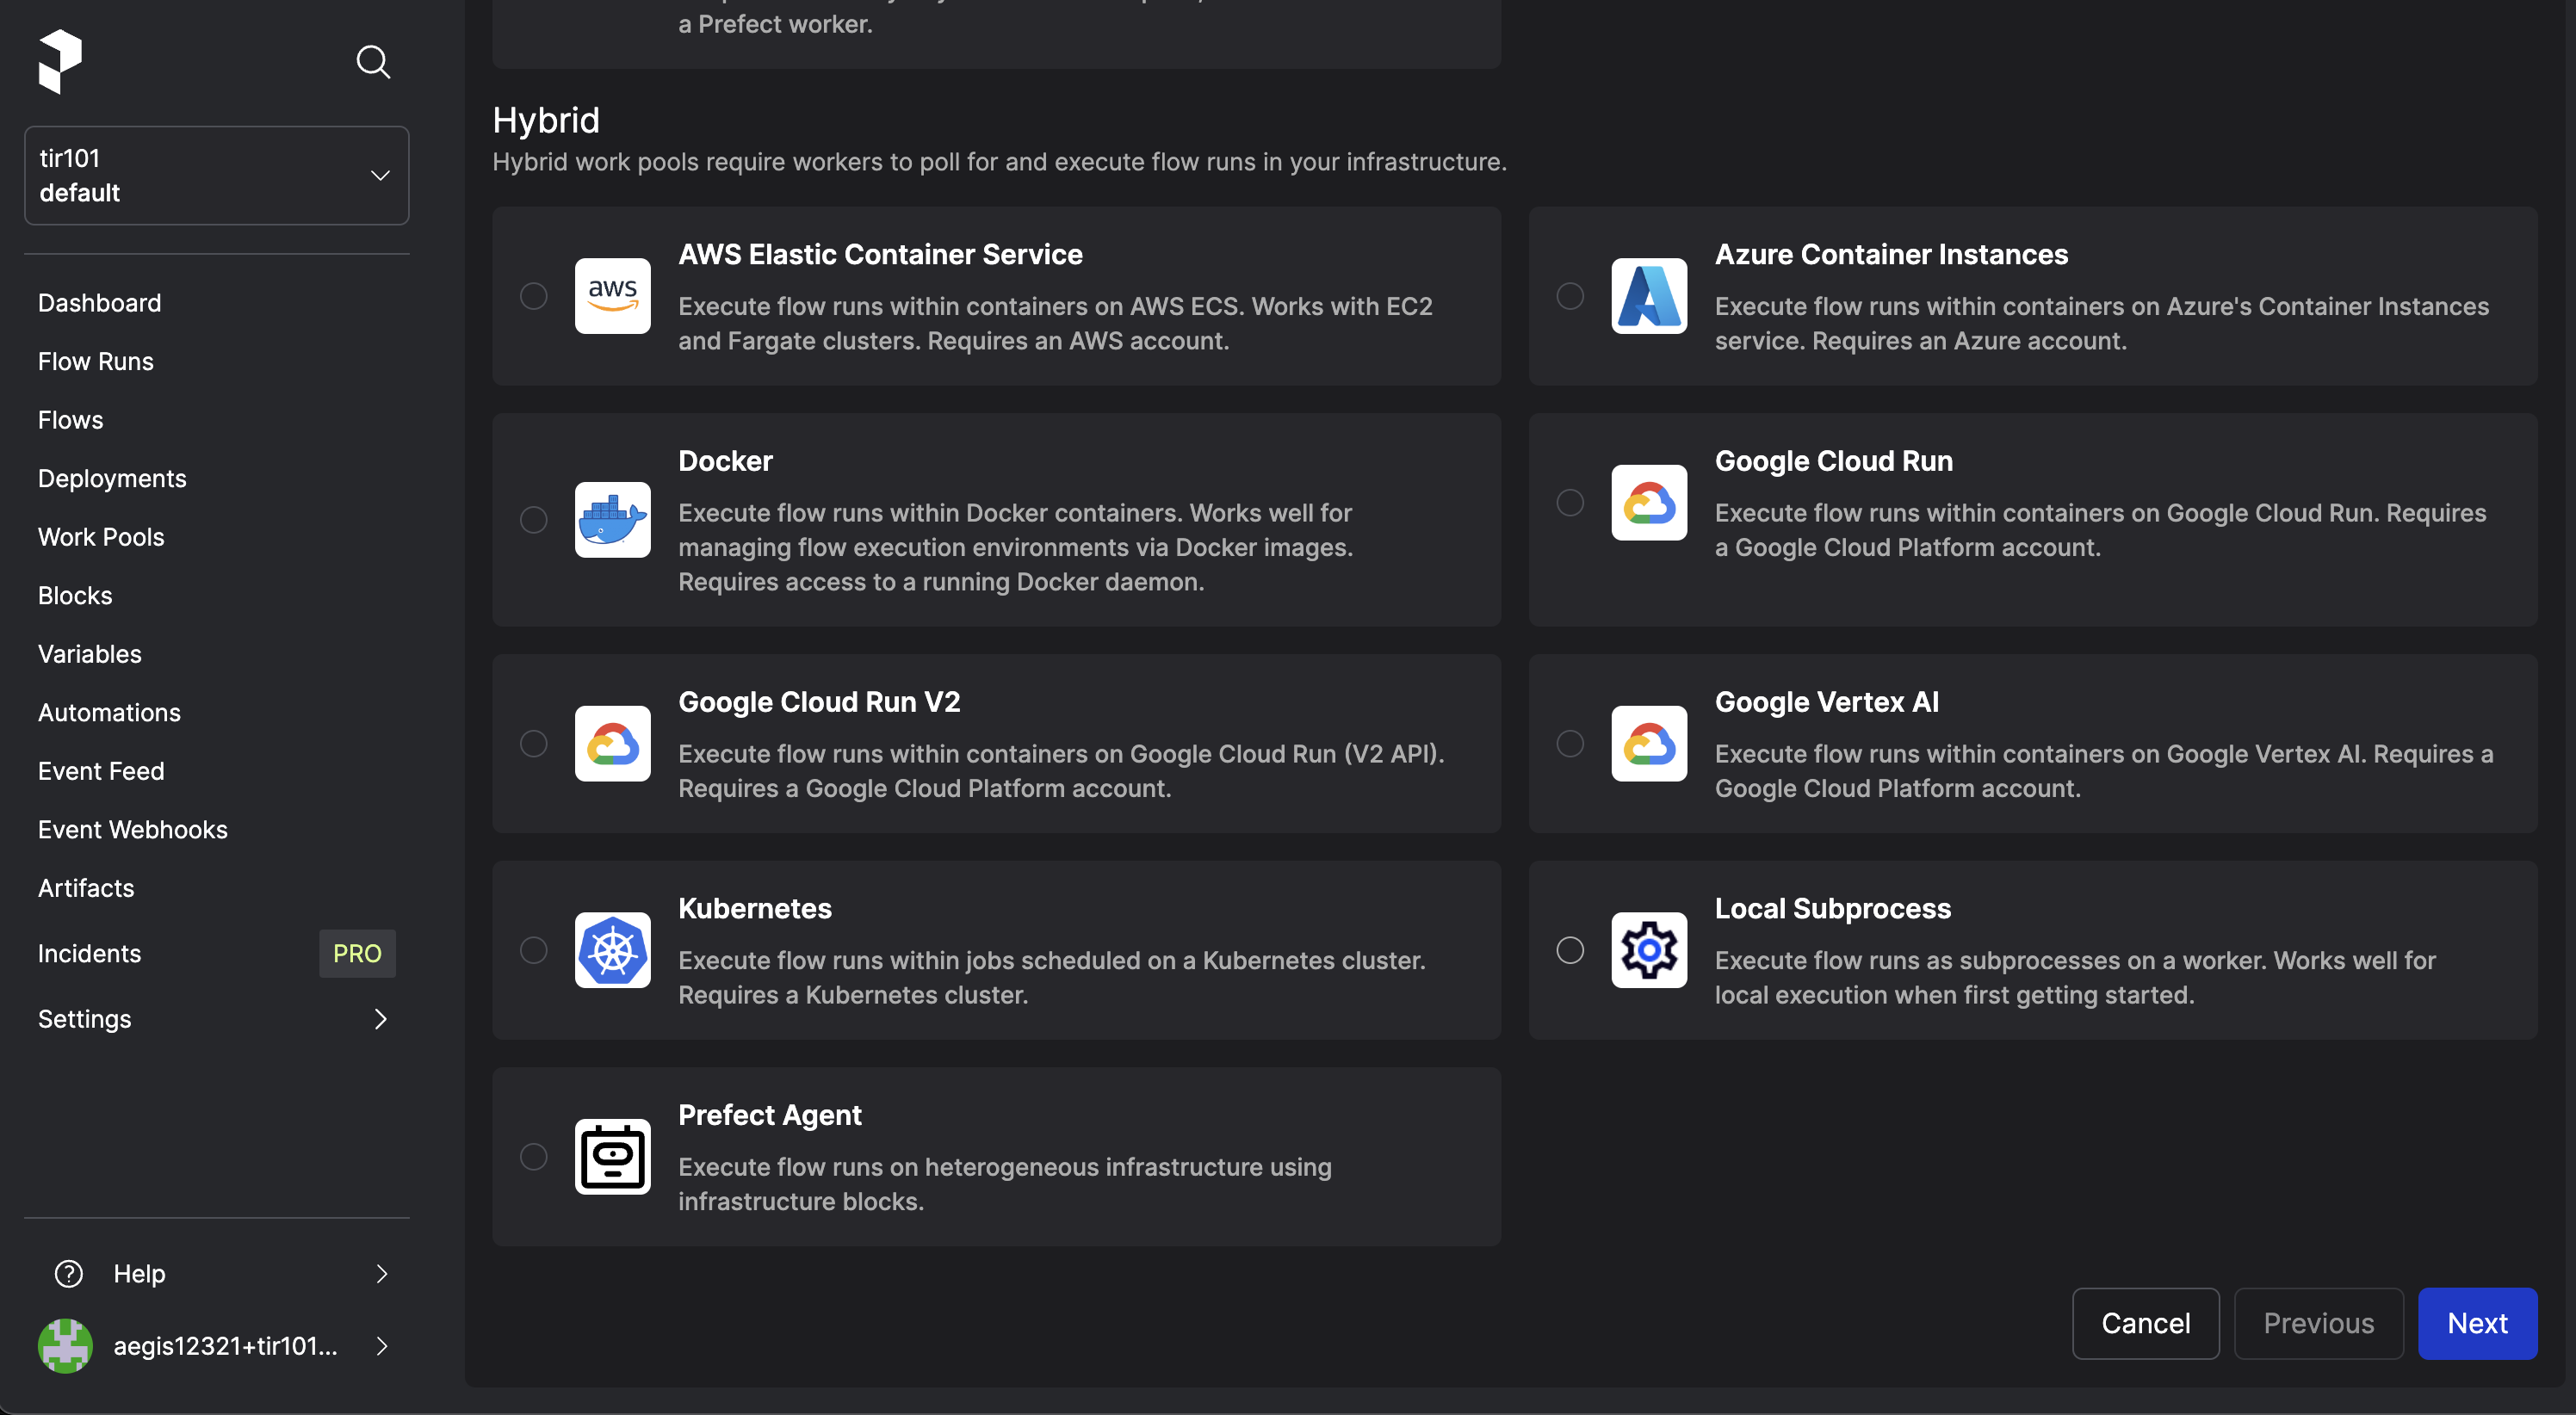 tir101
default
Dashboard
Flow Runs
Flows
Deployments
Work Pools
Blocks
Variables
Automations
Event Feed
Event Webhooks
Artifacts
Incidents PRO
Settings
Help
aegis12321+tir101...
a Prefect worker.
Hybrid
Hybrid work pools require workers to poll for and execute flow runs in your infrastructure.
aws
AWS Elastic Container Service
Execute flow runs within containers on AWS ECS. Works with EC2
and Fargate clusters. Requires an AWS account.
Azure Container Instances
Execute flow runs within containers on Azure's Container Instances
service. Requires an Azure account.
Docker
Execute flow runs within Docker containers. Works well for
managing flow execution environments via Docker images.
Requires access to a running Docker daemon.
Google Cloud Run
Execute flow runs within containers on Google Cloud Run. Requires
a Google Cloud Platform account.
Google Cloud Run V2
Execute flow runs within containers on Google Cloud Run (V2 API).
Requires a Google Cloud Platform account.
Google Vertex AI
Execute flow runs within containers on Google Vertex AI. Requires a
Google Cloud Platform account.
Kubernetes
Execute flow runs within jobs scheduled on a Kubernetes cluster.
Requires a Kubernetes cluster.
Local Subprocess
Execute flow runs as subprocesses on a worker. Works well for
local execution when first getting started.
Prefect Agent
Execute flow runs on heterogeneous infrastructure using
infrastructure blocks.
Cancel
Previous
Next